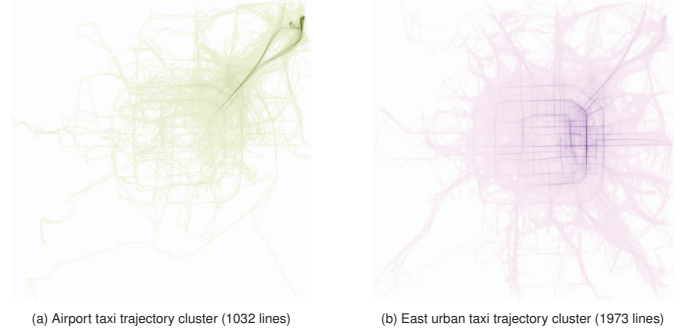 (a) Airport taxi trajectory cluster (1032 lines)
(b) East urban taxi trajectory cluster (1973 lines)